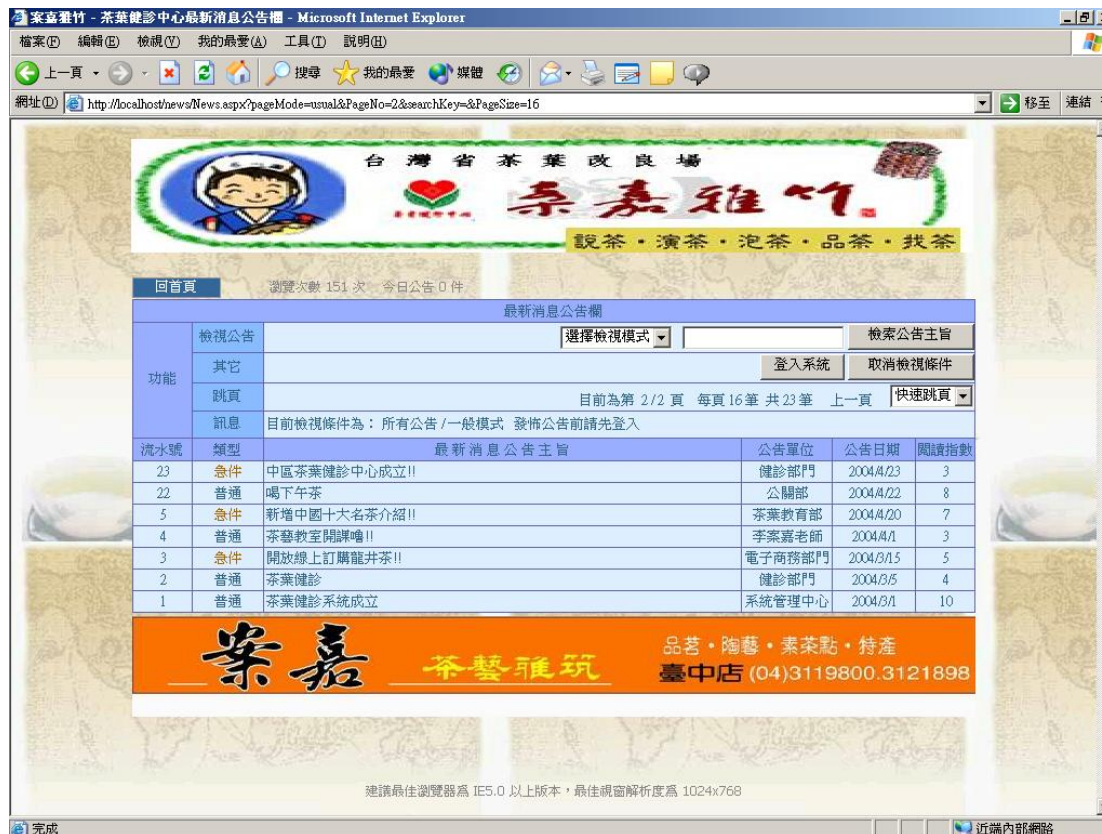 案嘉雅竹 - 茶葉健診中心最新消息公告欄 - Microsoft Internet Explorer
檔案(F) 編輯(E) 檢視(V) 我的最愛(A) 工具(T) 說明(H)
上一頁 搜尋 我的最愛 媒體
網址(D) http://localhost/news/News.aspx?pageMode=usual&PageNo=2&searchKey=&PageSize=16 移至 連結
台灣省茶葉改良場
案嘉雅竹
說茶・演茶・泡茶・品茶・找茶
回首頁 瀏覽次數 151 次 今日公告 0 件
最新消息公告欄
功能
檢視公告 選擇檢視模式 檢索公告主旨
其它 登入系統 取消檢視條件
跳頁 目前為第 2/2 頁 每頁16筆 共23筆 上一頁 快速跳頁
訊息 目前檢視條件為：所有公告/一般模式 發佈公告前請先登入
流水號 類型 最新消息公告主旨 公告單位 公告日期 閱讀指數
23 急件 中區茶葉健診中心成立!! 健診部門 2004/4/23 3
22 普通 喝下午茶 公關部 2004/4/22 8
5 急件 新增中國十大名茶介紹!! 茶葉教育部 2004/4/20 7
4 普通 茶藝教室開課嚕!! 李案嘉老師 2004/4/1 3
3 急件 開放線上訂購龍井茶!! 電子商務部門 2004/3/15 5
2 普通 茶葉健診 健診部門 2004/3/5 4
1 普通 茶葉健診系統成立 系統管理中心 2004/3/1 10
案嘉 茶藝雅筑
品茗・陶藝・素茶點・特產
臺中店 (04)3119800.3121898
建議最佳瀏覽器為 IE5.0 以上版本，最佳視窗解析度為 1024x768
完成 近端內部網路